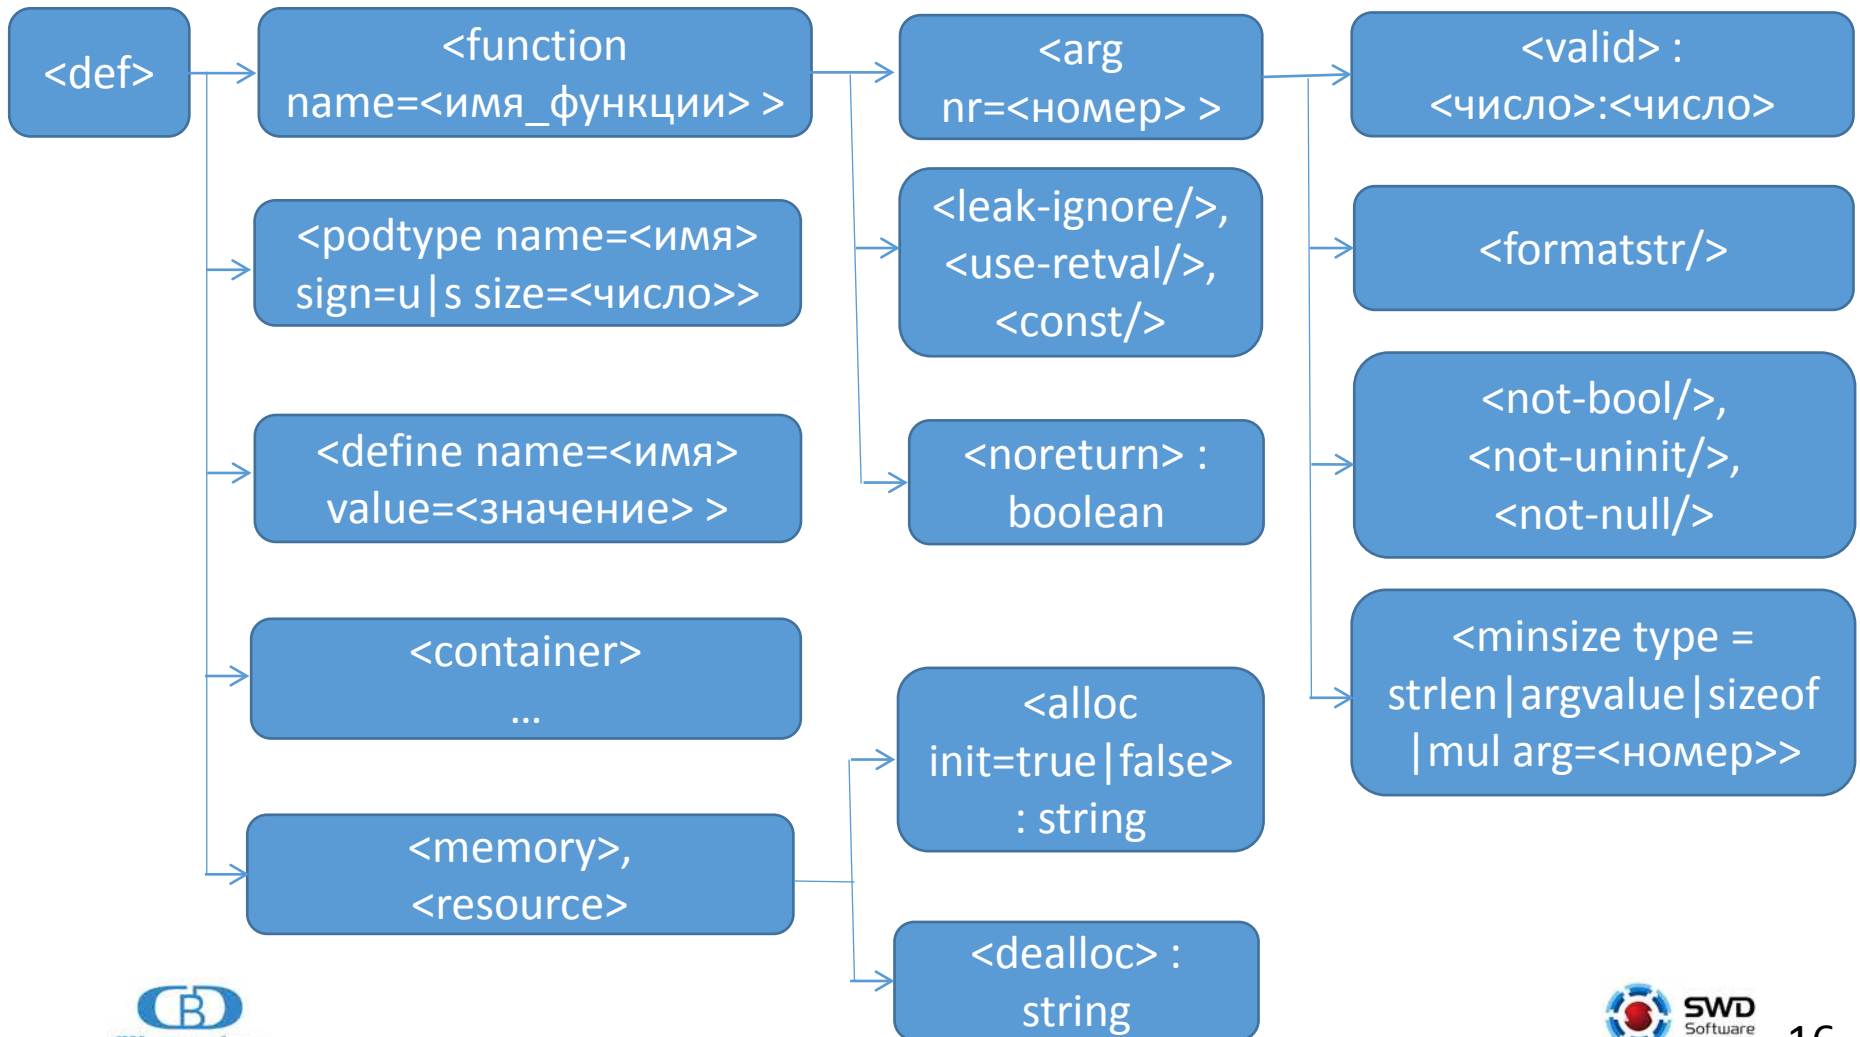 <def>
<function
name=<имя_функции> >
<arg
nr=<номер> >
<valid> :
<число>:<число>
<podtype name=<имя>
sign=u|s size=<число>>
<leak-ignore/>,
<use-retval/>,
<const/>
<formatstr/>
<define name=<имя>
value=<значение> >
<noreturn> :
boolean
<not-bool/>,
<not-uninit/>,
<not-null/>
<container>
...
<alloc
init=true|false>
: string
<minsize type =
strlen|argvalue|sizeof
|mul arg=<номер>>
<memory>,
<resource>
<dealloc> :
string
СВD
SWD
Software
16